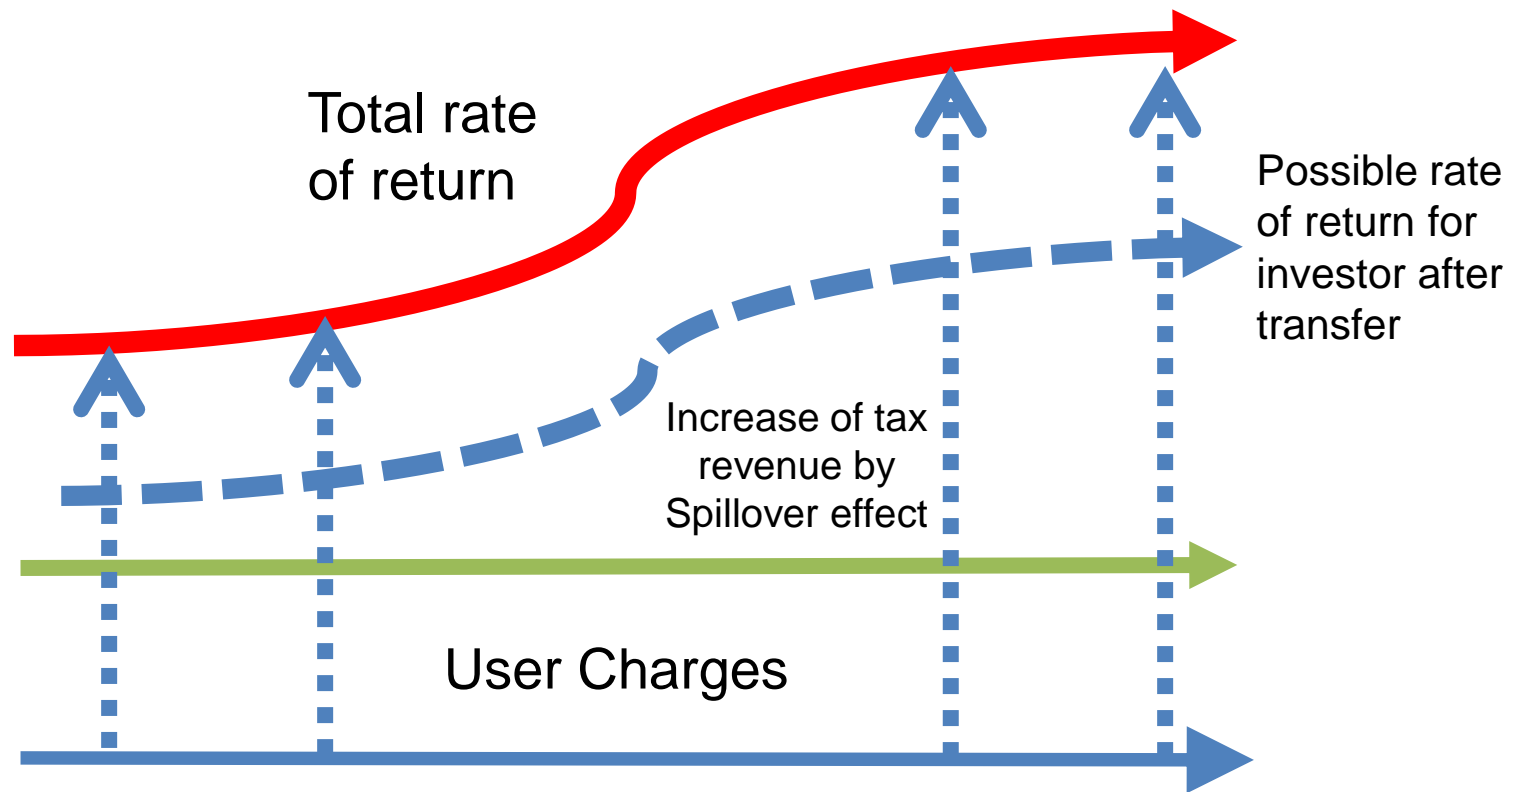 Total rate
of return
Possible rate
of return for
investor after
transfer
Increase of tax
revenue by
Spillover effect
User Charges